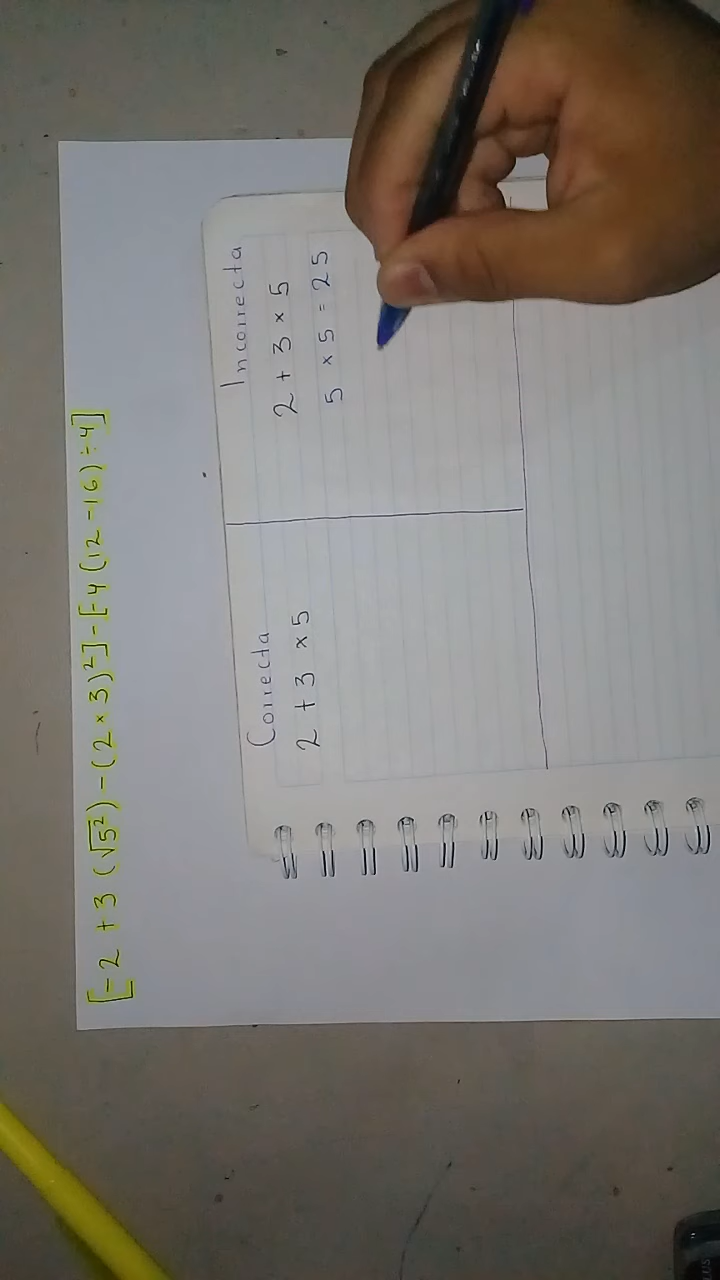 [-2 + 3 (√5²) - (2 × 3)²] - [-4 (12 - 16) ÷ 4]
Correcta
2 + 3 × 5
Incorrecta
2 + 3 × 5
5 × 5 = 25